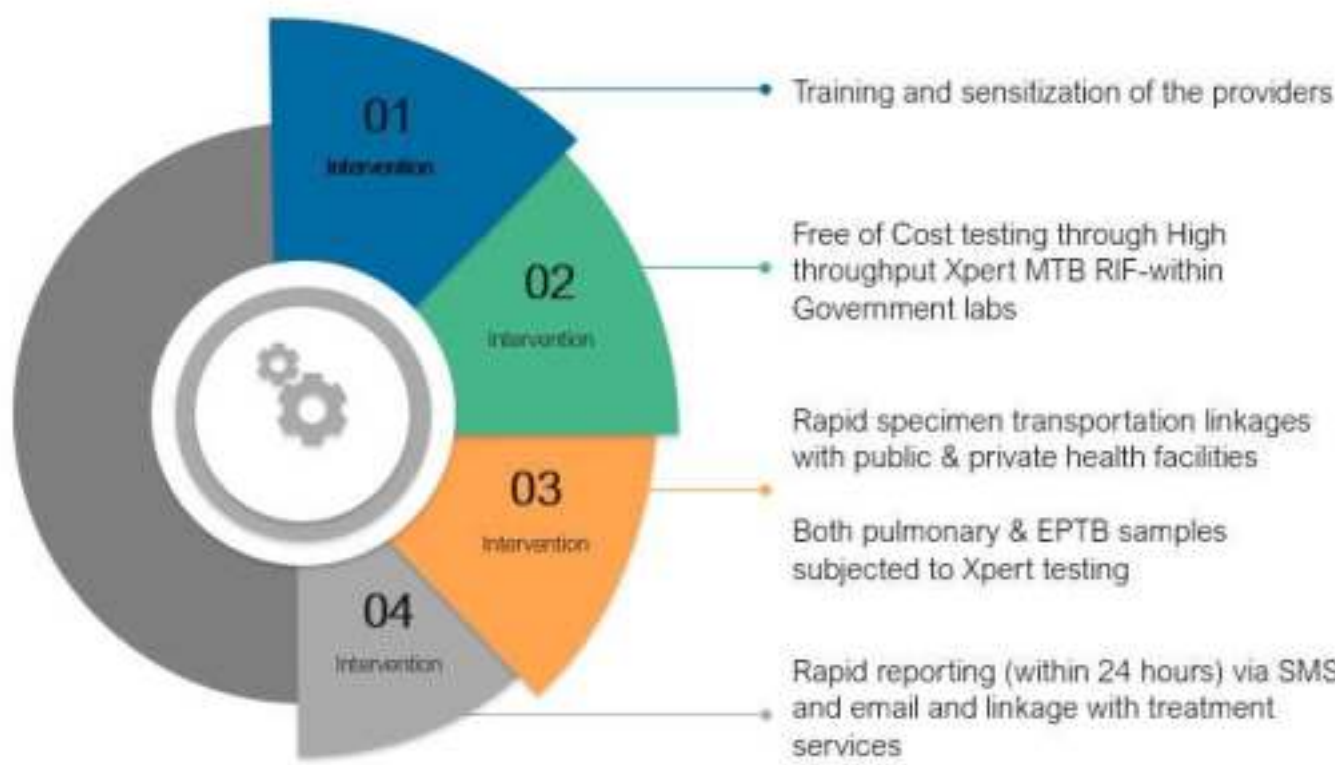 01
Intervention
Training and sensitization of the providers
02
Intervention
Free of Cost testing through High
throughput Xpert MTB RIF-within
Government labs
03
Intervention
Rapid specimen transportation linkages
with public & private health facilities
Both pulmonary & EPTB samples
subjected to Xpert testing
04
Intervention
Rapid reporting (within 24 hours) via SMS
and email and linkage with treatment
services